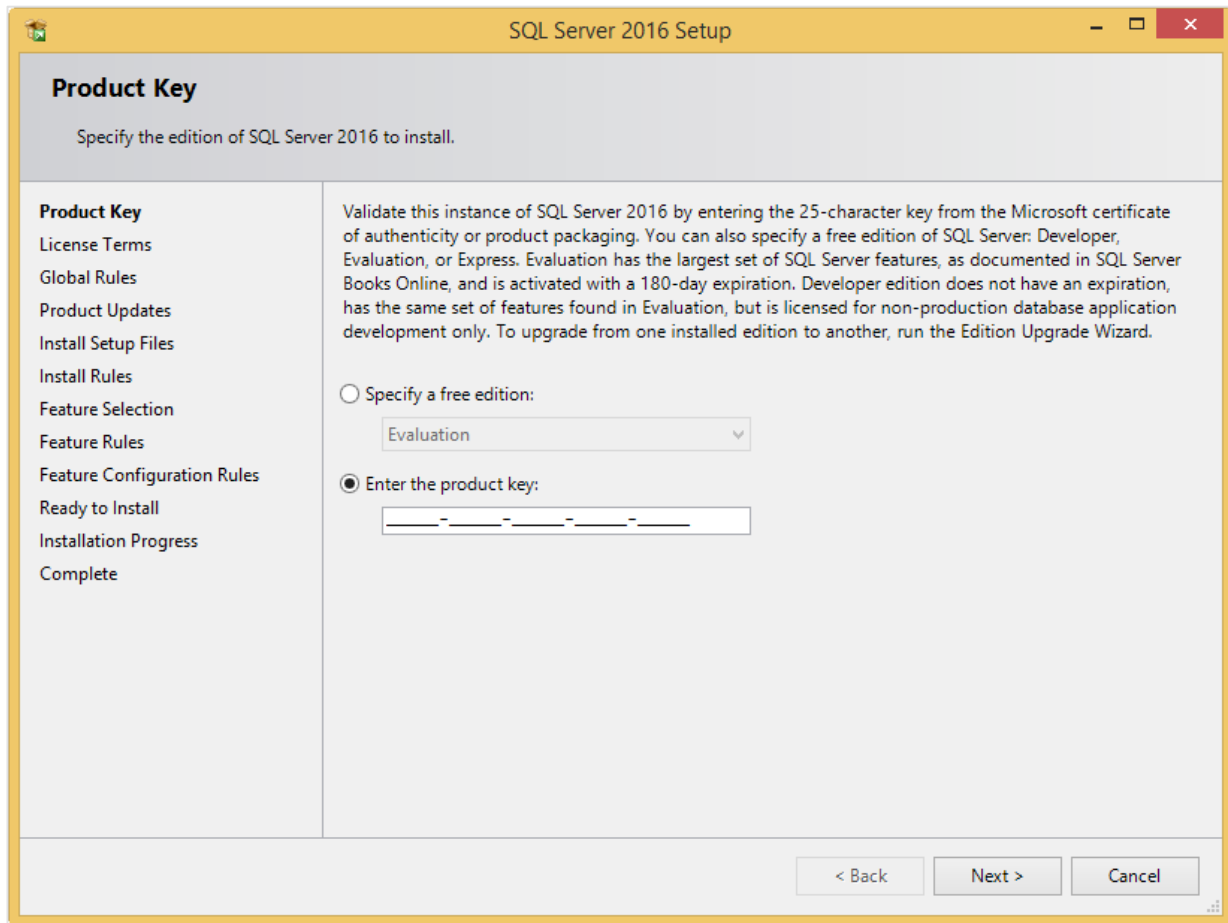 SQL Server 2016 Setup
Product Key
Specify the edition of SQL Server 2016 to install.
Product Key
License Terms
Global Rules
Product Updates
Install Setup Files
Install Rules
Feature Selection
Feature Rules
Feature Configuration Rules
Ready to Install
Installation Progress
Complete
Validate this instance of SQL Server 2016 by entering the 25-character key from the Microsoft certificate
of authenticity or product packaging. You can also specify a free edition of SQL Server: Developer,
Evaluation, or Express. Evaluation has the largest set of SQL Server features, as documented in SQL Server
Books Online, and is activated with a 180-day expiration. Developer edition does not have an expiration,
has the same set of features found in Evaluation, but is licensed for non-production database application
development only. To upgrade from one installed edition to another, run the Edition Upgrade Wizard.
Specify a free edition:
Evaluation
Enter the product key:
_____-_____-_____-_____-_____
< Back
Next >
Cancel